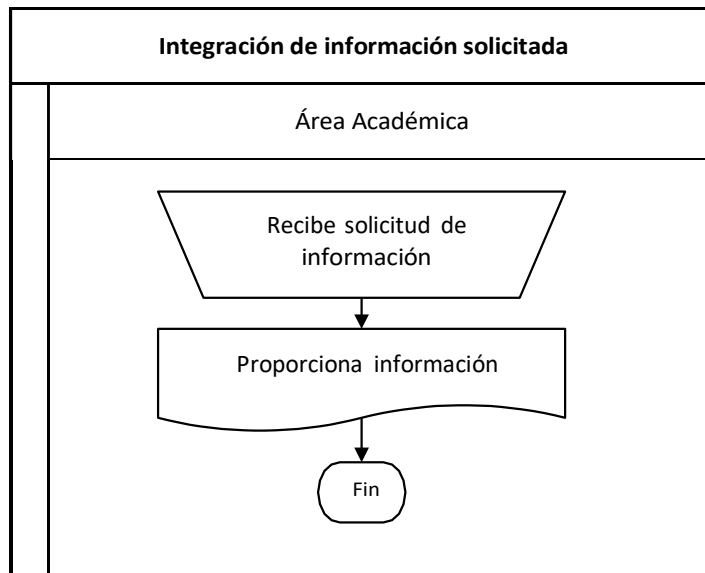 Integración de información solicitada
Área Académica
Recibe solicitud de
información
Proporciona información
Fin